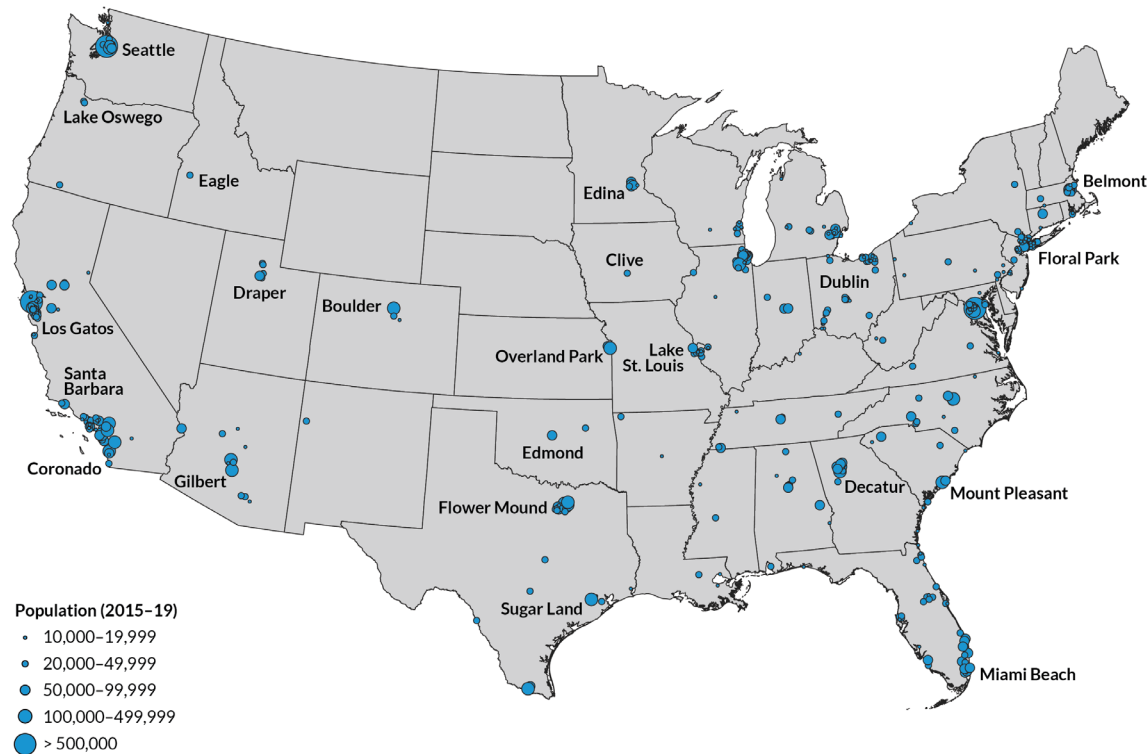 Seattle
Lake Oswego
Eagle
Edina
Belmont
Clive
Floral Park
Draper
Dublin
Boulder
Los Gatos
Overland Park
Lake
St. Louis
Santa
Barbara
Edmond
Coronado
Gilbert
Decatur
Mount Pleasant
Flower Mound
Sugar Land
Miami Beach
Population (2015–19)
10,000–19,999
20,000–49,999
50,000–99,999
100,000–499,999
> 500,000